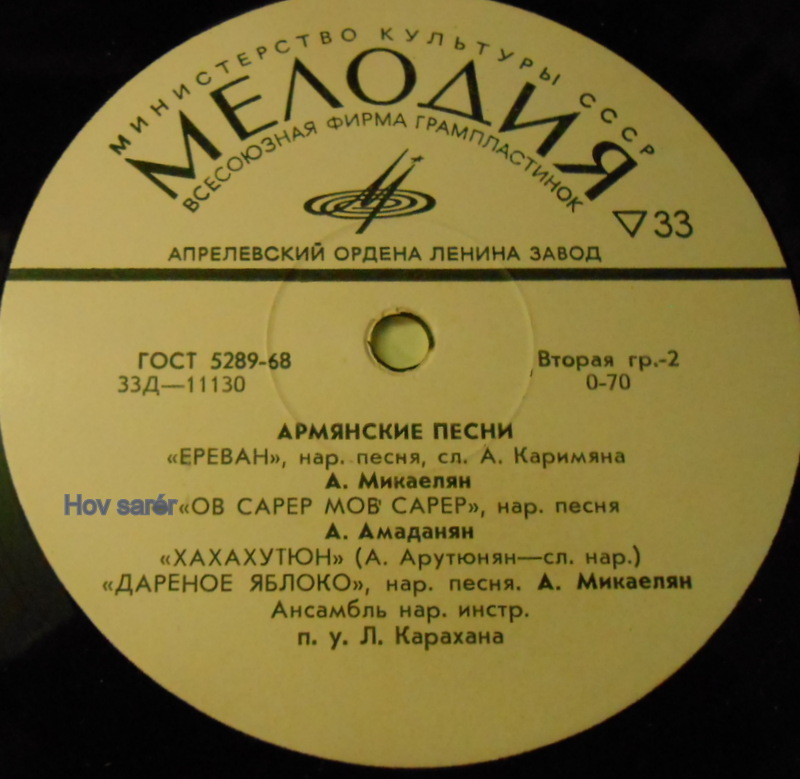 МИНИСТЕРСТВО КУЛЬТУРЫ СССР
МЕЛОДИЯ
ВСЕСОЮЗНАЯ ФИРМА ГРАМПЛАСТИНОК
33
АПРЕЛЕВСКИЙ ОРДЕНА ЛЕНИНА ЗАВОД
ГОСТ 5289-68 Вторая гр.-2
33Д—11130 0-70
АРМЯНСКИЕ ПЕСНИ
«ЕРЕВАН», нар. песня, сл. А. Каримяна
А. Микаелян
Hov sarér «ОВ САРЕР МОВ САРЕР», нар. песня
А. Амаданян
«ХАХАХУТЮН» (А. Арутюнян—сл. нар.)
«ДАРЕНОЕ ЯБЛОКО», нар. песня. А. Микаелян
Ансамбль нар. инстр.
п. у. Л. Карахана